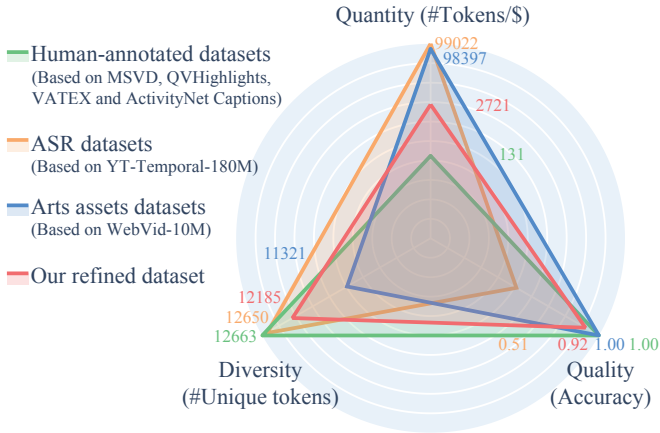 Quantity (#Tokens/$)
99022
98397
2721
131
Human-annotated datasets
(Based on MSVD, QVHighlights,
VATEX and ActivityNet Captions)
ASR datasets
(Based on YT-Temporal-180M)
Arts assets datasets
(Based on WebVid-10M)
Our refined dataset
11321
12185
12650
12663
0.51
0.92
1.00
1.00
Diversity
(#Unique tokens)
Quality
(Accuracy)